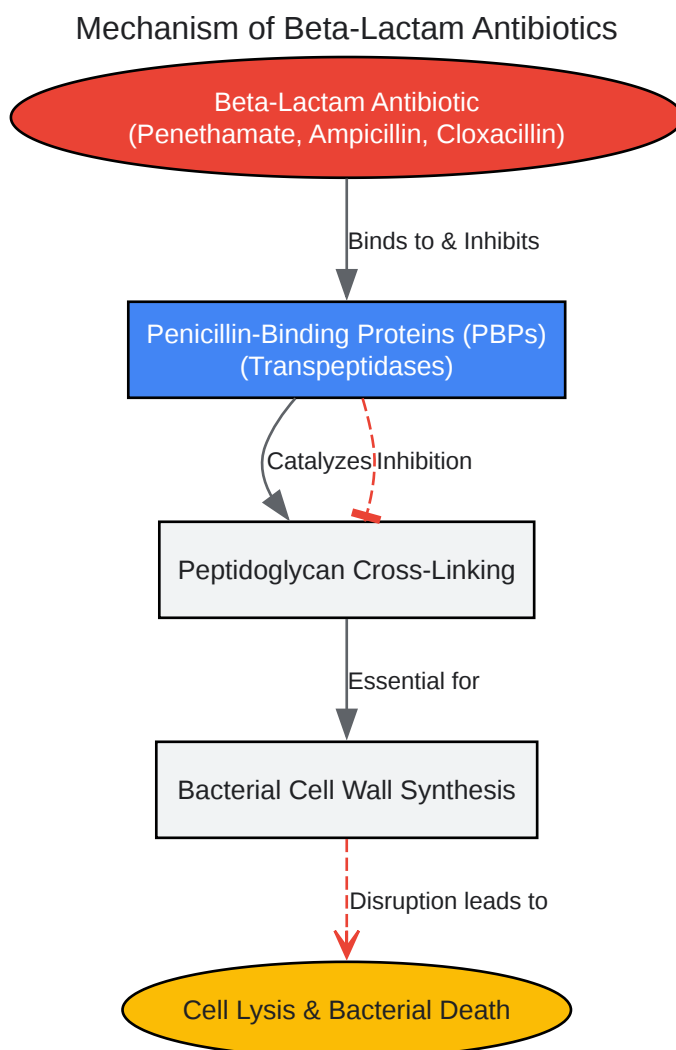 Mechanism of Beta-Lactam Antibiotics
Beta-Lactam Antibiotic
(Penethamate, Ampicillin, Cloxacillin)
Binds to & Inhibits
Penicillin-Binding Proteins (PBPs)
(Transpeptidases)
Catalyzes
Inhibition
Peptidoglycan Cross-Linking
Essential for
Bacterial Cell Wall Synthesis
Disruption leads to
Cell Lysis & Bacterial Death